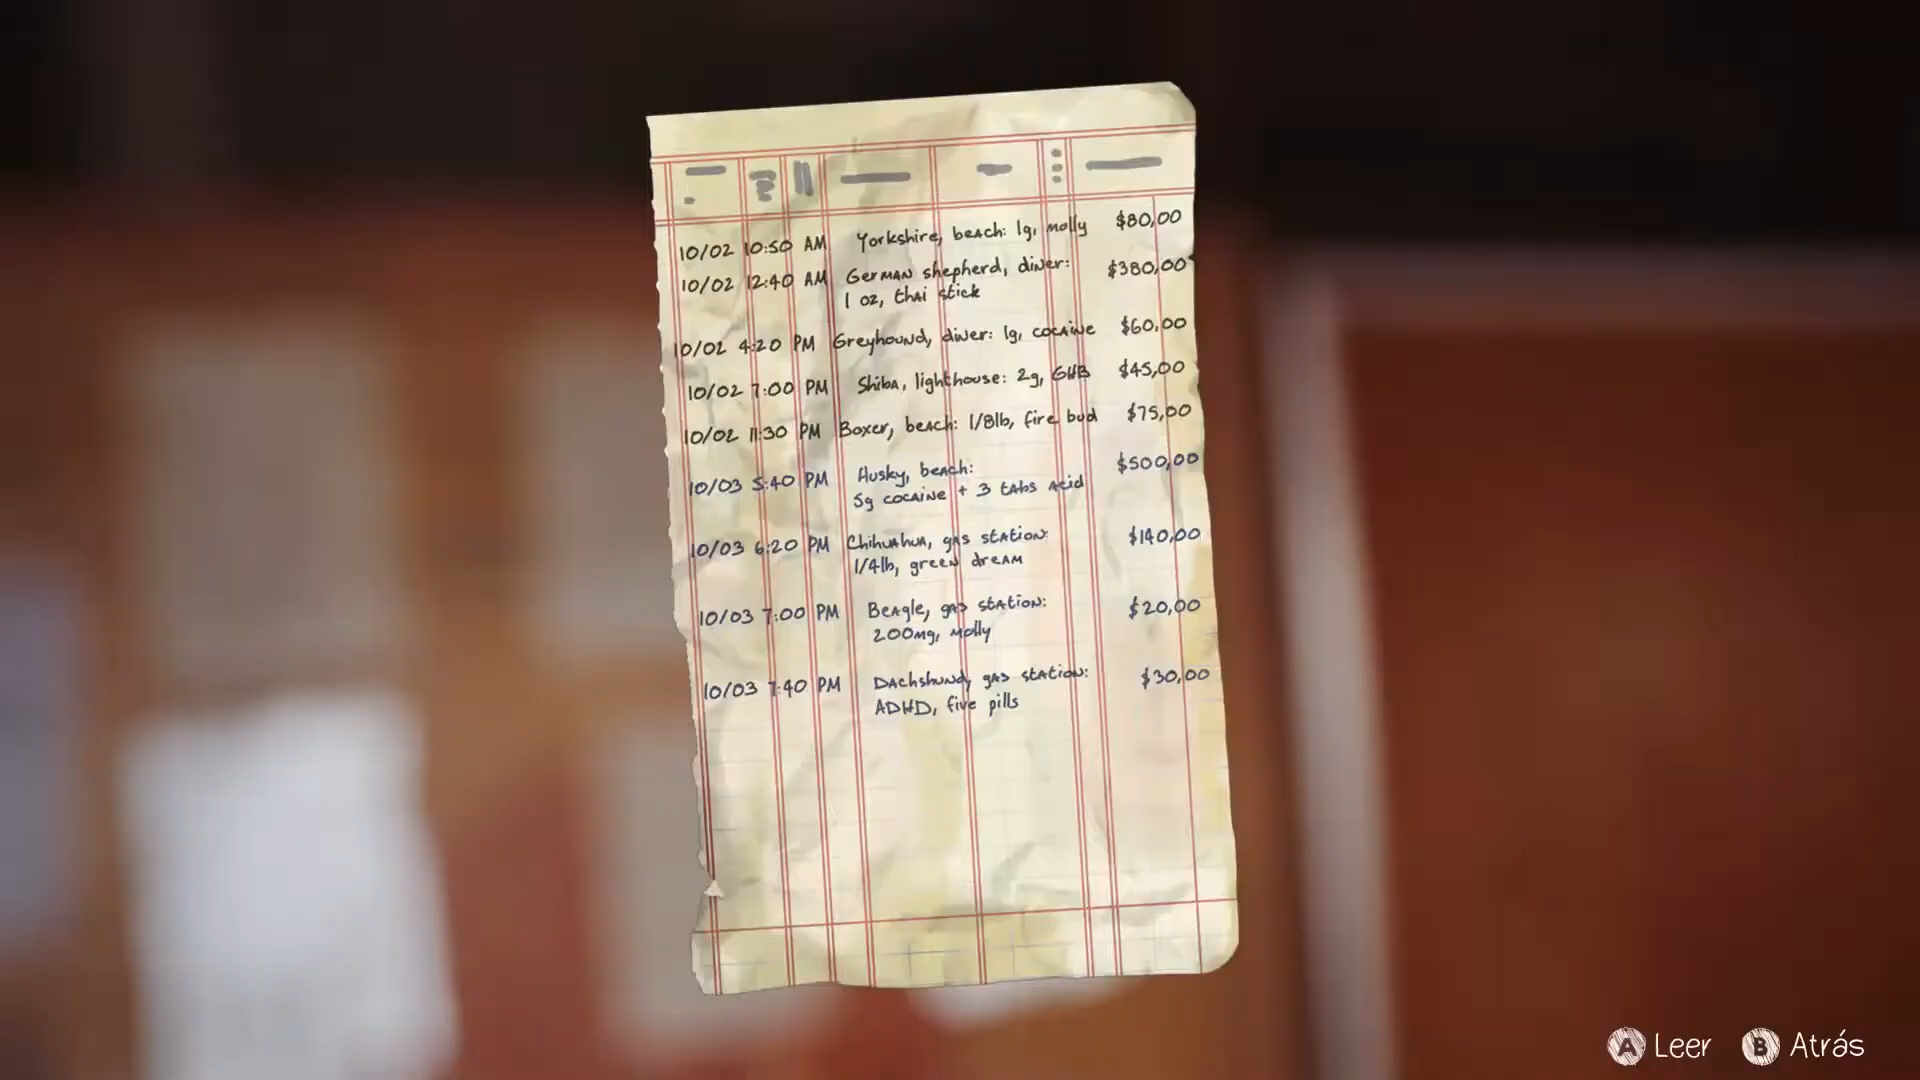 10/02 10:50 AM Yorkshire, beach: 1g, molly $80,00
10/02 12:40 AM German shepherd, diner: $380,00
1 oz, thai stick
10/02 4:20 PM Greyhound, diner: 1g, cocaine $60,00
10/02 7:00 PM Shiba, lighthouse: 2g, GHB $45,00
10/02 11:30 PM Boxer, beach: 1/8lb, fire bud $75,00
10/03 5:40 PM Husky, beach: $500,00
5g cocaine + 3 tabs acid
10/03 6:20 PM Chihuahua, gas station: $140,00
1/4lb, green dream
10/03 7:00 PM Beagle, gas station: $20,00
200mg, molly
10/03 7:40 PM Dachshund, gas station: $30,00
ADHD, five pills
A Leer B Atrás